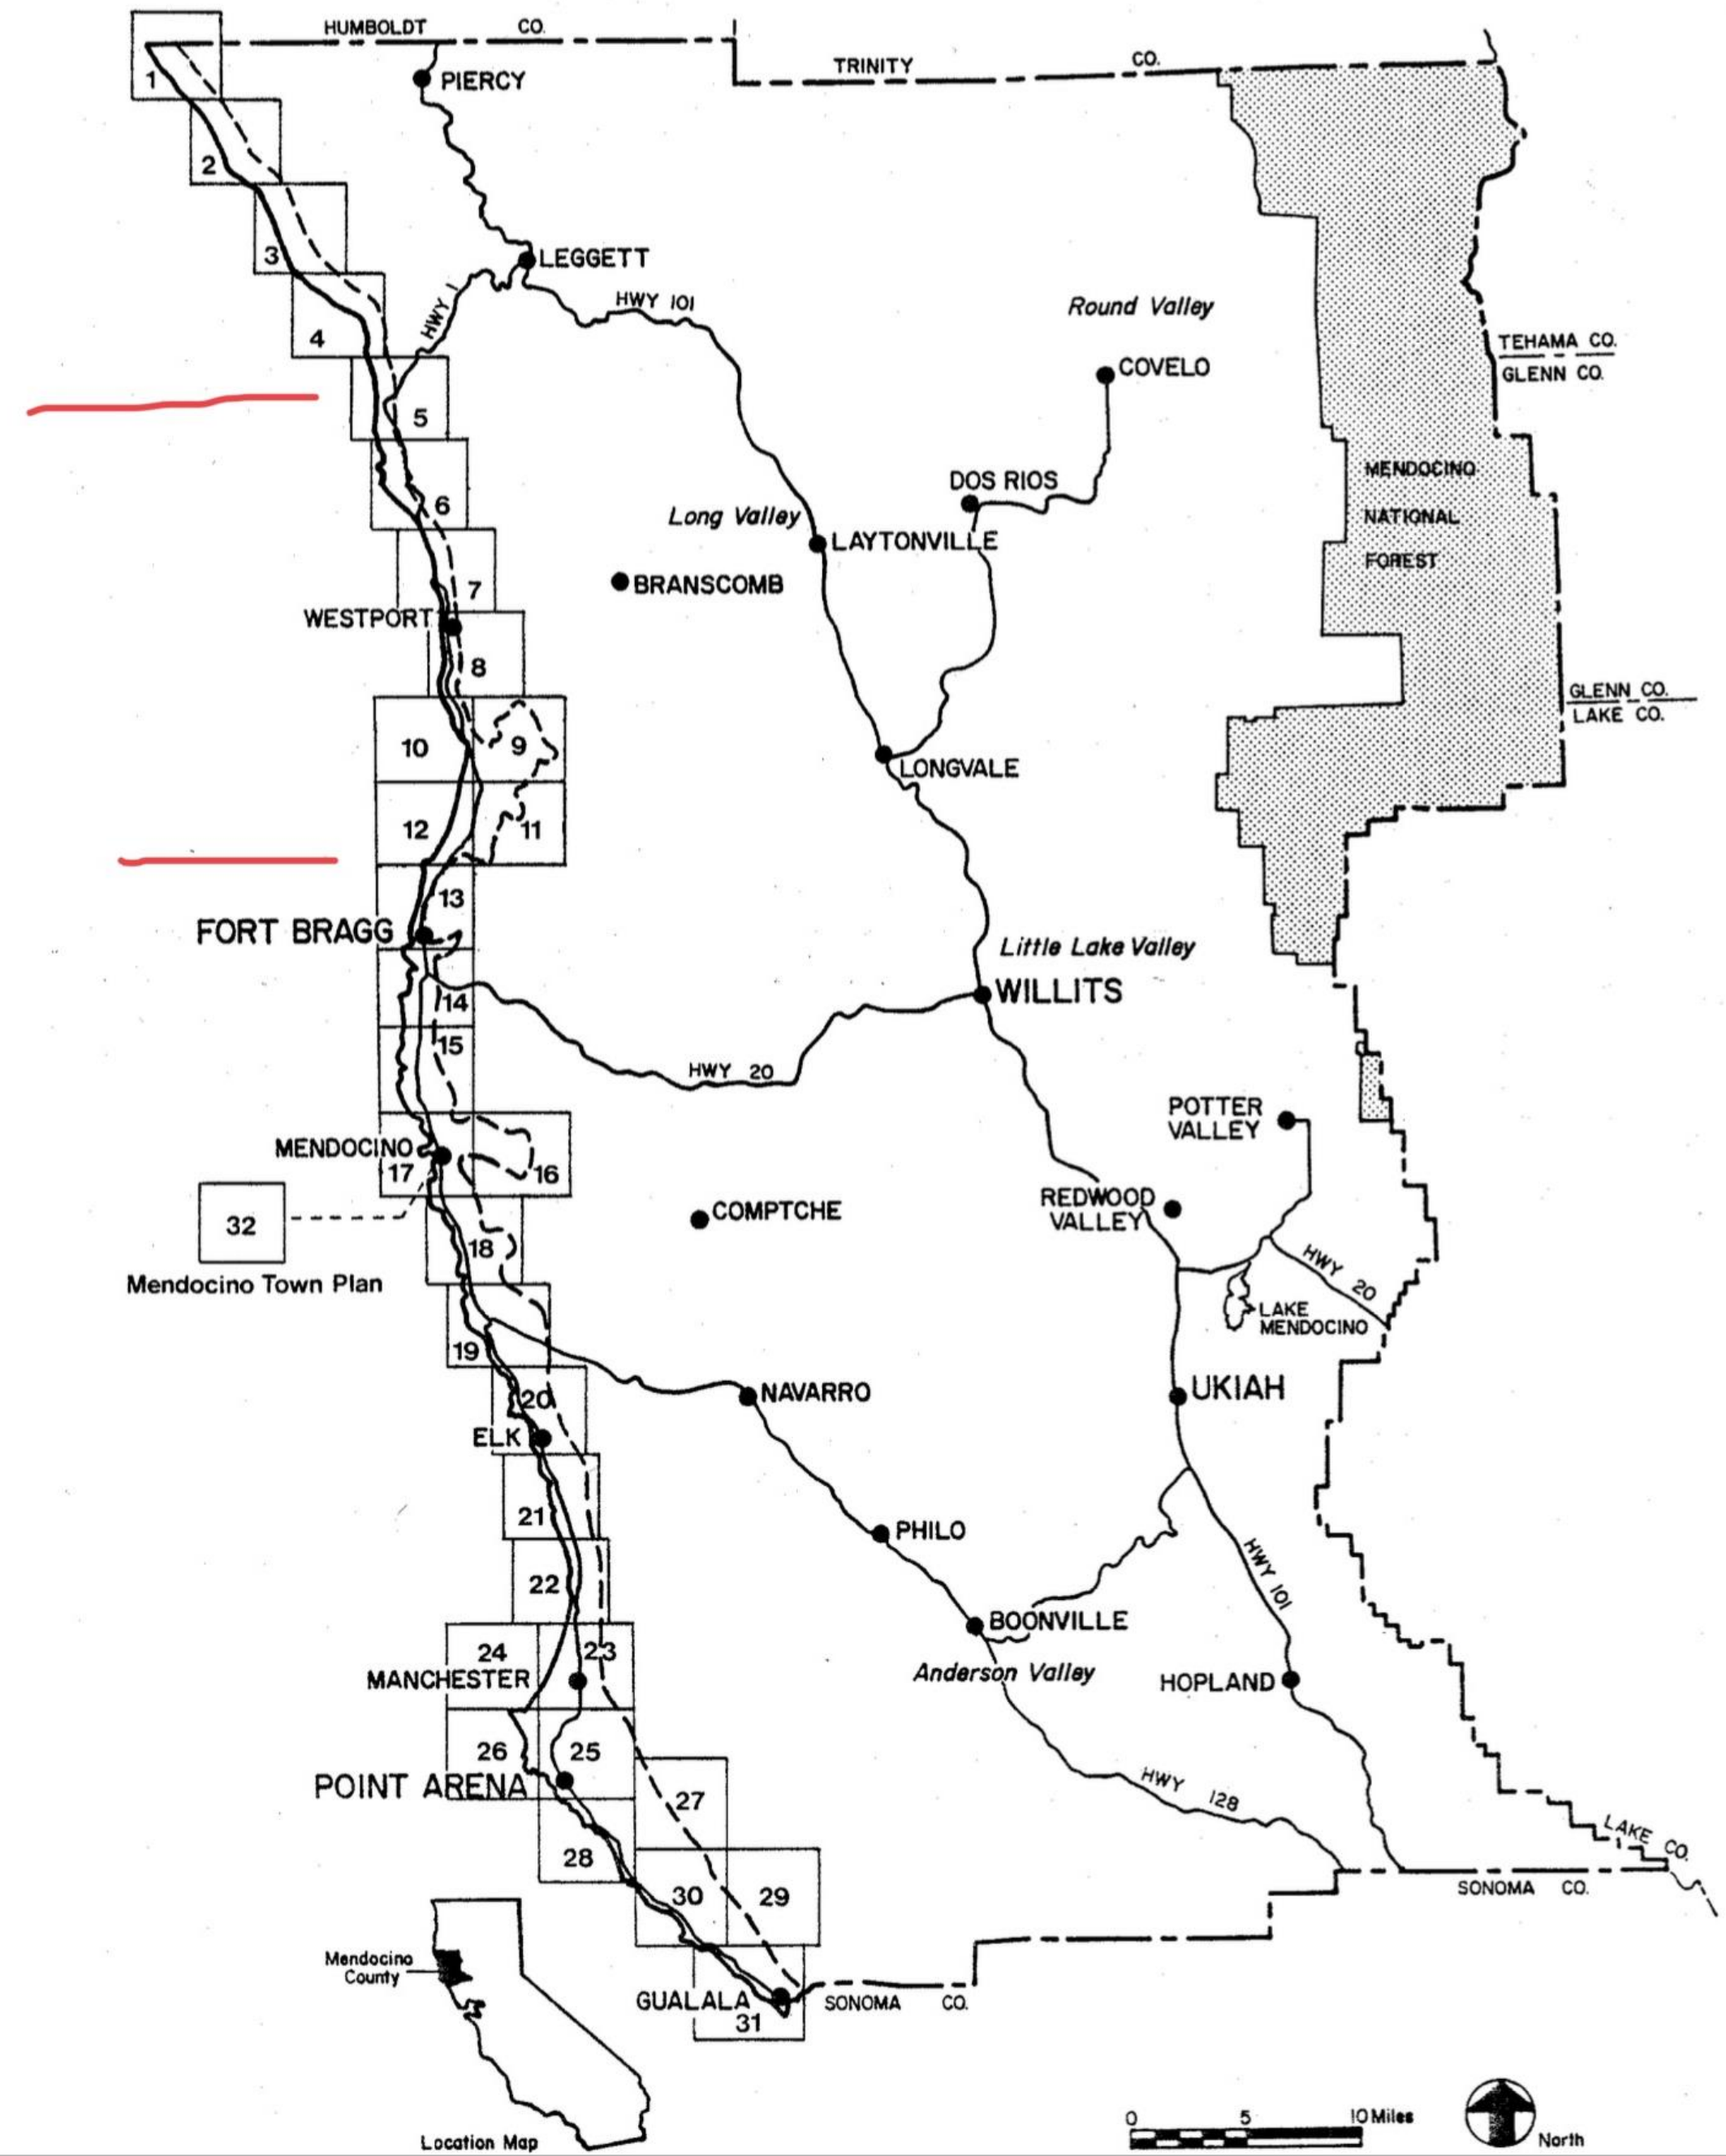 HUMBOLDT CO.
TRINITY CO.
1
PIERCY
2
3
LEGGETT
HWY 1
HWY 101
Round Valley
4
TEHAMA CO.
GLENN CO.
COVELO
5
MENDOCINO
NATIONAL
FOREST
DOS RIOS
6
Long Valley
LAYTONVILLE
BRANSCOMB
7
WESTPORT
8
GLENN CO.
LAKE CO.
10
9
LONGVALE
12
11
13
FORT BRAGG
Little Lake Valley
WILLITS
14
15
HWY 20
POTTER
VALLEY
MENDOCINO
17
16
REDWOOD
VALLEY
COMPTCHE
32
Mendocino Town Plan
18
HWY 20
LAKE
MENDOCINO
19
20
NAVARRO
UKIAH
ELK
21
PHILO
HWY 101
22
BOONVILLE
24
23
MANCHESTER
Anderson Valley
HOPLAND
26
25
POINT ARENA
27
HWY 128
28
LAKE CO.
30
29
SONOMA CO.
Mendocino
County
GUALALA
31
SONOMA CO.
Location Map
0 5 10 Miles
North